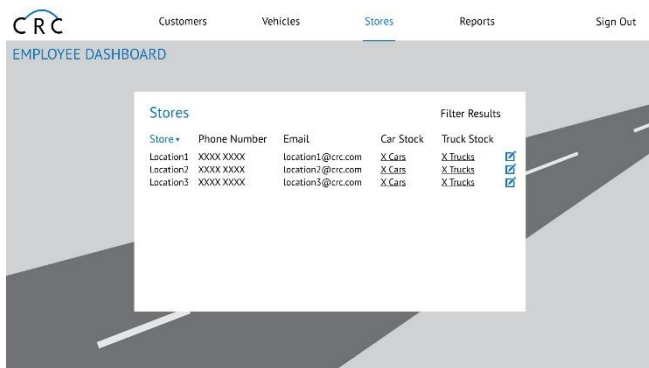 CRC Customers Vehicles Stores Reports Sign Out
EMPLOYEE DASHBOARD
Stores Filter Results
Store Phone Number Email Car Stock Truck Stock
Location1 XXXX XXXX location1@crc.com X Cars X Trucks
Location2 XXXX XXXX location2@crc.com X Cars X Trucks
Location3 XXXX XXXX location3@crc.com X Cars X Trucks